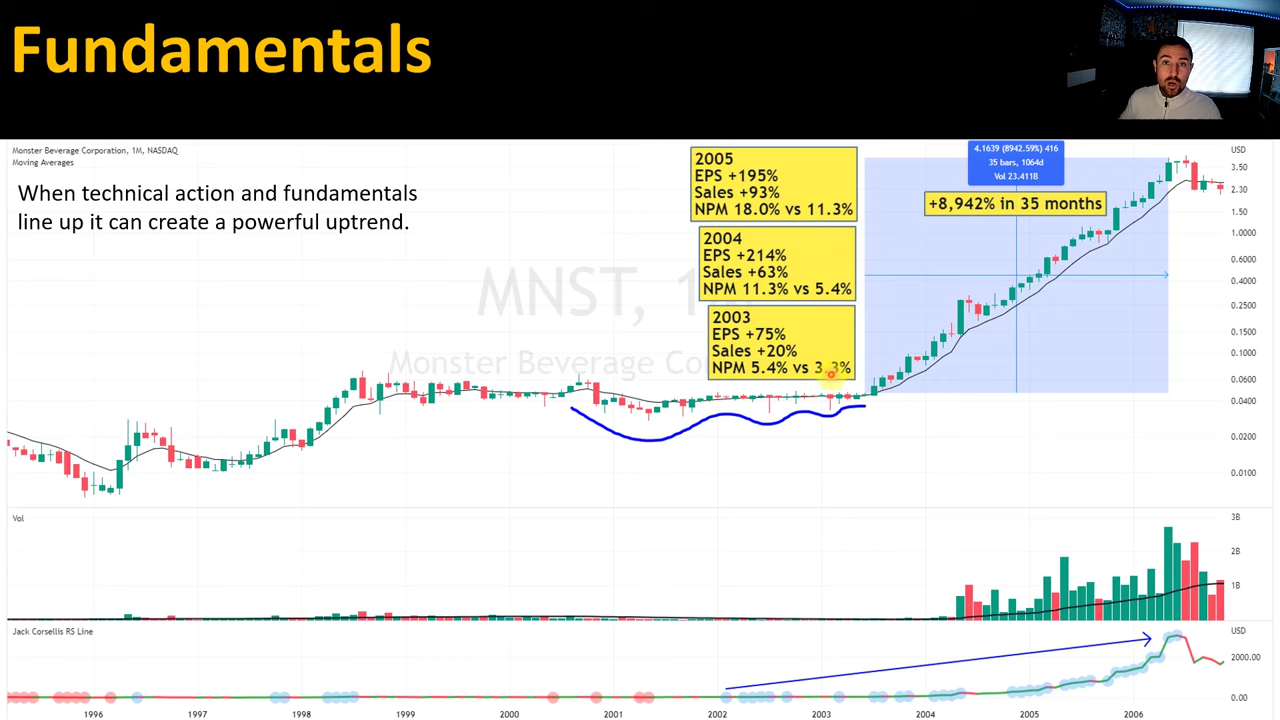 Fundamentals
Monster Beverage Corporation, 1M, NASDAQ
Moving Averages
When technical action and fundamentals
line up it can create a powerful uptrend.
2005
EPS +195%
Sales +93%
NPM 18.0% vs 11.3%
2004
EPS +214%
Sales +63%
NPM 11.3% vs 5.4%
2003
EPS +75%
Sales +20%
NPM 5.4% vs 3.3%
4.1639 (8942.59%) 416
35 bars, 1064d
Vol 23.411B
+8,942% in 35 months
MNST, 1
Monster Beverage Co
USD
3.50
2.30
1.50
1.0000
0.6000
0.4000
0.2500
0.1500
0.1000
0.0600
0.0400
0.0200
0.0100
Vol
3B
2B
1B
Jack Corsellis RS Line
USD
2000.00
0.00
1996 1997 1998 1999 2000 2001 2002 2003 2004 2005 2006